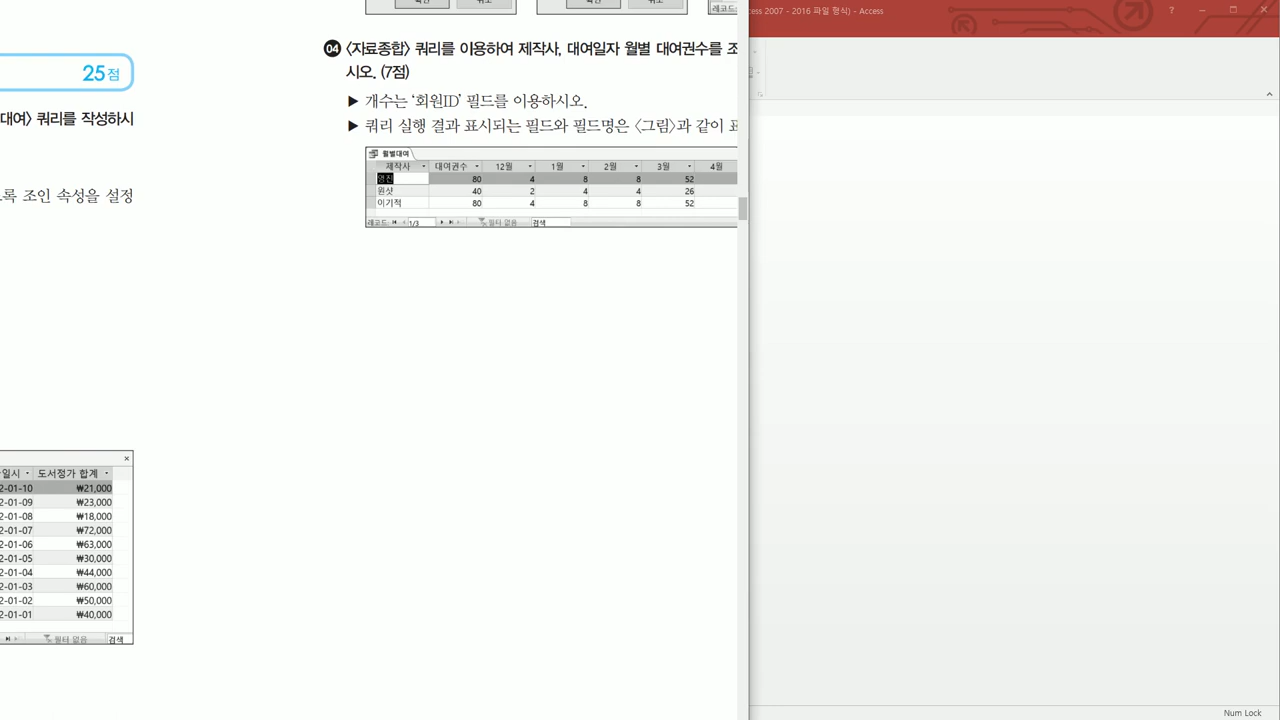 cess 2007 - 2016 파일 형식) - Access
?
25점
대여〉 쿼리를 작성하시
록 조인 속성을 설정
일시 도서정가 합계
2-01-10 ₩21,000
2-01-09 ₩23,000
2-01-08 ₩18,000
2-01-07 ₩72,000
2-01-06 ₩63,000
2-01-05 ₩30,000
2-01-04 ₩44,000
2-01-03 ₩60,000
2-01-02 ₩50,000
2-01-01 ₩40,000
필터 없음 검색
04 〈자료종합〉 쿼리를 이용하여 제작사, 대여일자 월별 대여권수를 조
시오. (7점)
▶ 개수는 '회원ID' 필드를 이용하시오.
▶ 쿼리 실행 결과 표시되는 필드와 필드명은 〈그림〉과 같이 표
월별대여
제작사 대여권수 12월 1월 2월 3월 4월
영진 80 4 8 8 52
원샷 40 2 4 4 26
이기적 80 4 8 8 52
레코드: 1/3 필터 없음 검색
Num Lock